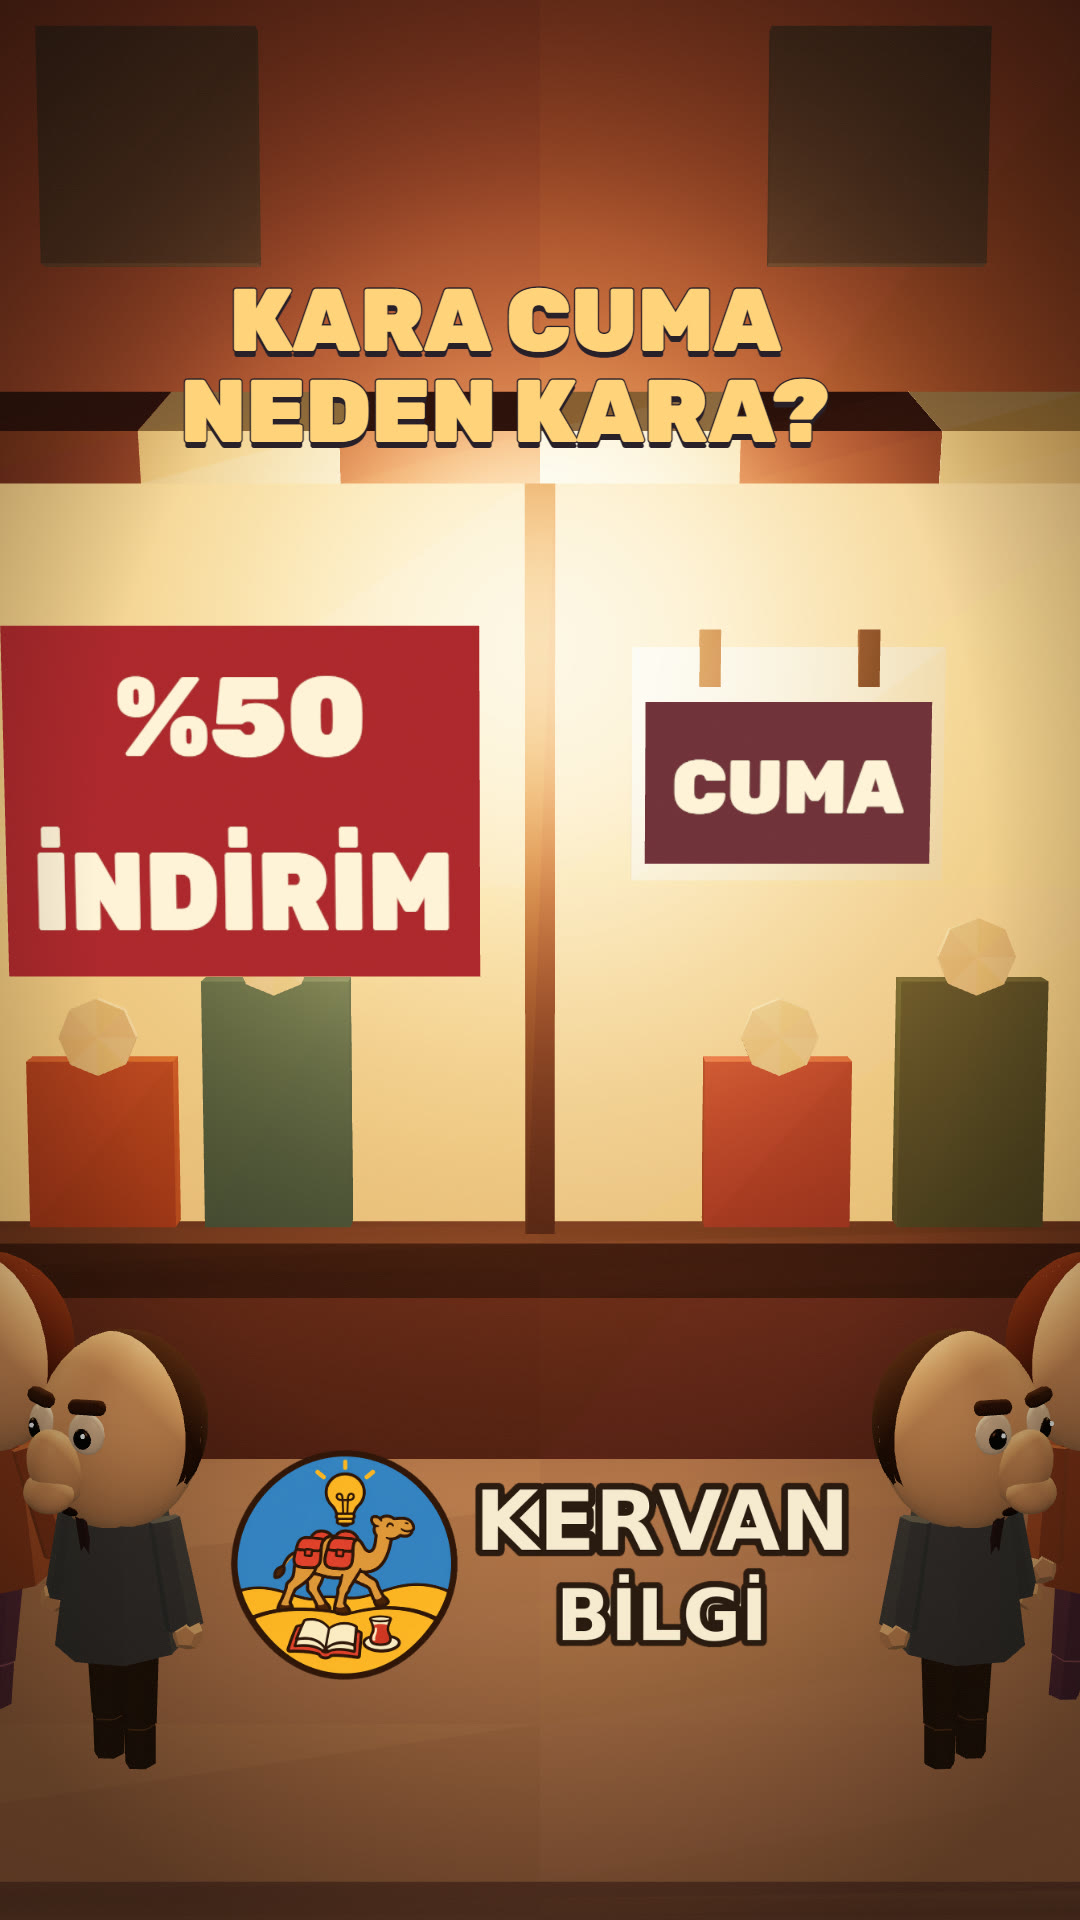 KARA CUMA
NEDEN KARA?
%50
İNDİRİM
CUMA
KERVAN
BİLGİ